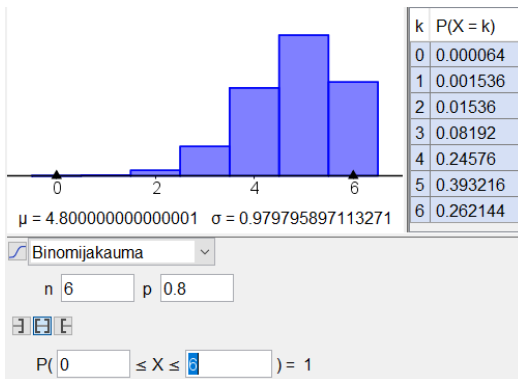 k P(X = k)
0 0.000064
1 0.001536
2 0.01536
3 0.08192
4 0.24576
5 0.393216
6 0.262144
0 2 4 6
μ = 4.800000000000001 σ = 0.979795897113271
Binomijakauma
n 6 p 0.8
P( 0 ≤ X ≤ 6 ) = 1